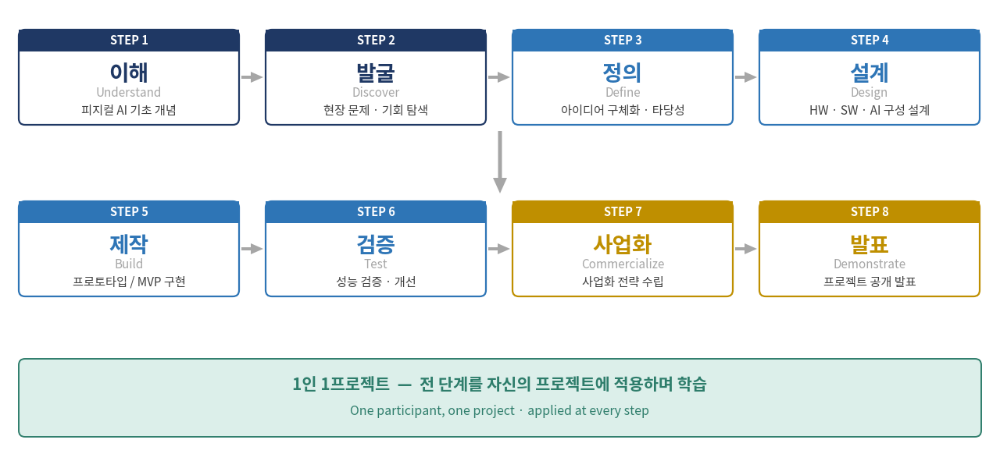 STEP 1
이해
Understand
피지컬 AI 기초 개념
STEP 2
발굴
Discover
현장 문제 · 기회 탐색
STEP 3
정의
Define
아이디어 구체화 · 타당성
STEP 4
설계
Design
HW · SW · AI 구성 설계
STEP 5
제작
Build
프로토타입 / MVP 구현
STEP 6
검증
Test
성능 검증 · 개선
STEP 7
사업화
Commercialize
사업화 전략 수립
STEP 8
발표
Demonstrate
프로젝트 공개 발표
1인 1프로젝트 — 전 단계를 자신의 프로젝트에 적용하며 학습
One participant, one project · applied at every step